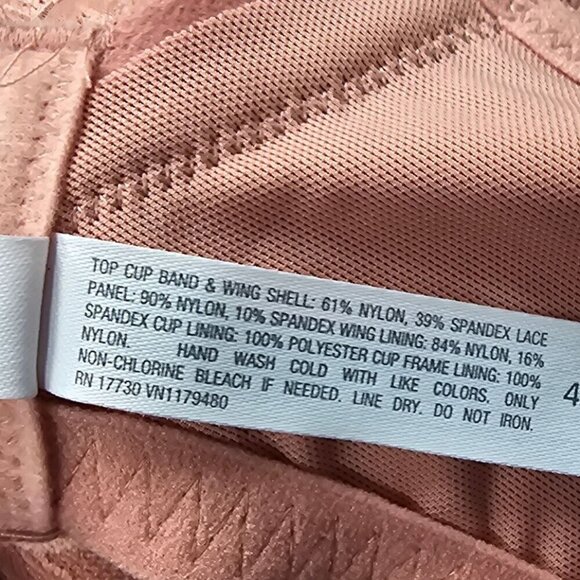 TOP CUP BAND & WING SHELL: 61% NYLON, 39% SPANDEX LACE
PANEL: 90% NYLON, 10% SPANDEX WING LINING: 84% NYLON, 16%
SPANDEX CUP LINING: 100% POLYESTER CUP FRAME LINING: 100%
NYLON. HAND WASH COLD WITH LIKE COLORS. ONLY
NON-CHLORINE BLEACH IF NEEDED. LINE DRY. DO NOT IRON.
RN 17730 VN1179480
4